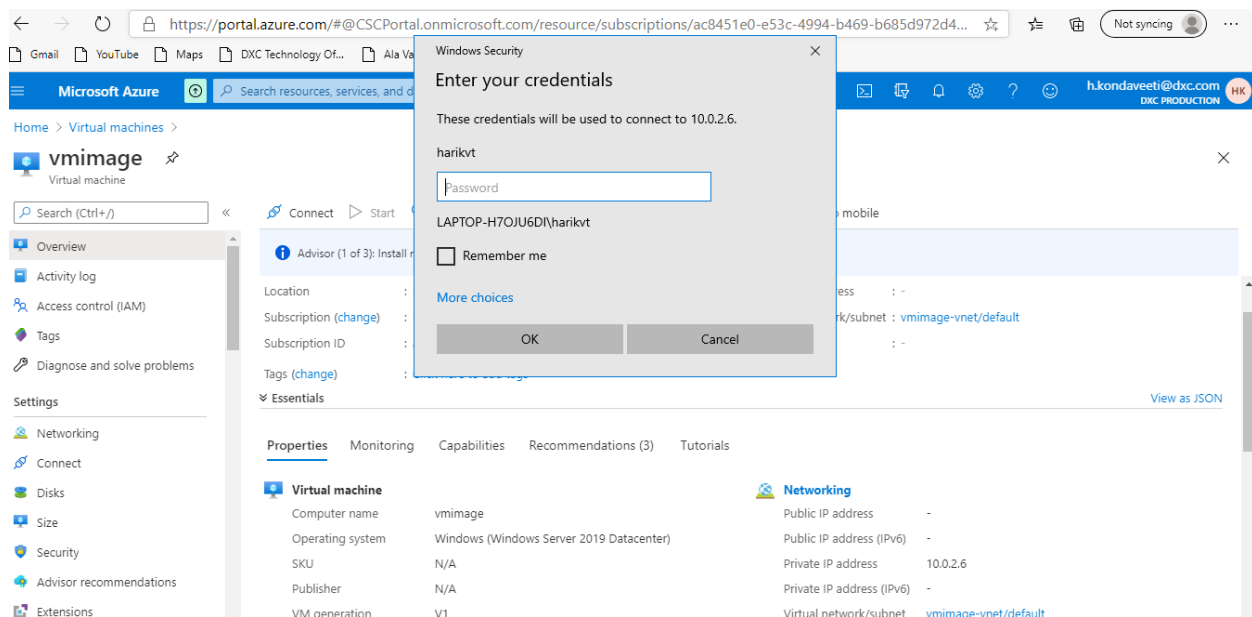 https://portal.azure.com/#@CSCPortal.onmicrosoft.com/resource/subscriptions/ac8451e0-e53c-4994-b469-b685d972d4... Not syncing ...
Gmail YouTube Maps DXC Technology Of... Ala Va
Windows Security
Enter your credentials
These credentials will be used to connect to 10.0.2.6.
harikvt
Password
LAPTOP-H7OJU6DI\harikvt
Remember me
More choices
OK Cancel
Microsoft Azure Search resources, services, and d h.kondaveeti@dxc.com HK
DXC PRODUCTION
Home > Virtual machines >
vmimage
Virtual machine
Search (Ctrl+/) « Connect Start mobile
Overview
Activity log
Access control (IAM)
Tags
Diagnose and solve problems
Settings
Networking
Connect
Disks
Size
Security
Advisor recommendations
Extensions
Advisor (1 of 3): Install
Location : ess : -
Subscription (change) : rk/subnet : vmimage-vnet/default
Subscription ID : : -
Tags (change) :
Essentials View as JSON
Properties Monitoring Capabilities Recommendations (3) Tutorials
Virtual machine
Computer name vmimage
Operating system Windows (Windows Server 2019 Datacenter)
SKU N/A
Publisher N/A
VM generation V1
Networking
Public IP address -
Public IP address (IPv6) -
Private IP address 10.0.2.6
Private IP address (IPv6) -
Virtual network/subnet vmimage-vnet/default